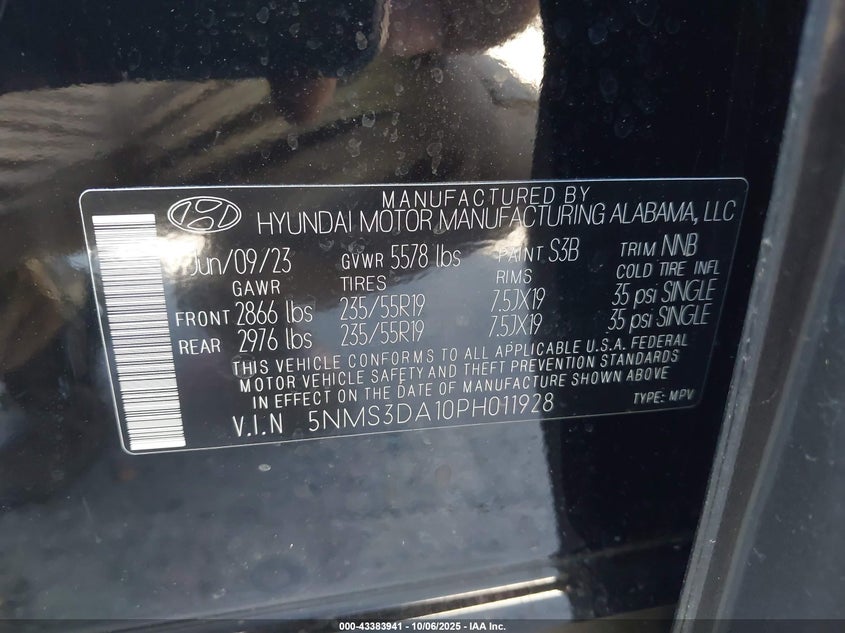 MANUFACTURED BY
HYUNDAI MOTOR MANUFACTURING ALABAMA, LLC
Jun/09/23 GVWR 5578 lbs PAINT S3B TRIM NNB
GAWR TIRES RIMS COLD TIRE INFL
FRONT 2866 lbs 235/55R19 7.5JX19 35 psi SINGLE
REAR 2976 lbs 235/55R19 7.5JX19 35 psi SINGLE
THIS VEHICLE CONFORMS TO ALL APPLICABLE U.S.A. FEDERAL
MOTOR VEHICLE SAFETY AND THEFT PREVENTION STANDARDS
IN EFFECT ON THE DATE OF MANUFACTURE SHOWN ABOVE
V.I.N 5NMS3DA10PH011928 TYPE: MPV
000-43383941 - 10/06/2025 - IAA Inc.